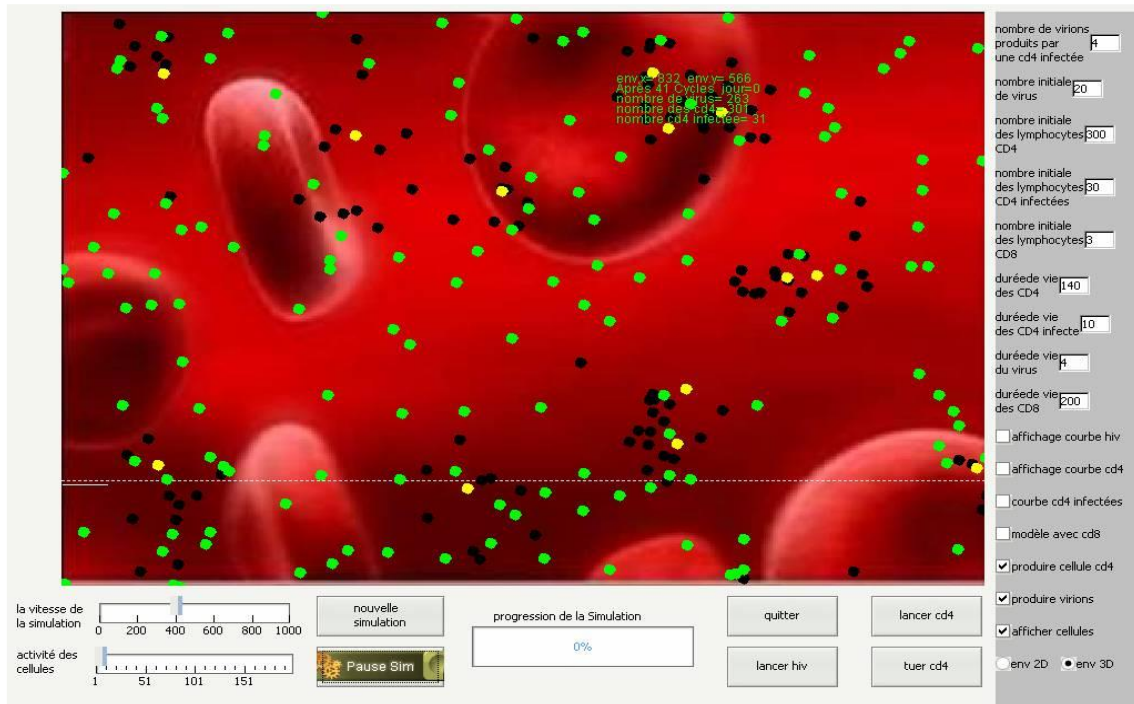 env.x= 832 env.y= 566
Après 41 Cycles jour=0
nombre de virus= 263
nombre des cd4= 301
nombre cd4 infectée= 31
nombre de virions
produits par
une cd4 infectée 4
nombre initiale
de virus 20
nombre initiale
des lymphocytes 300
CD4
nombre initiale
des lymphocytes 30
CD4 infectées
nombre initiale
des lymphocytes 3
CD8
duréede vie
des CD4 140
duréede vie
des CD4 infecte 10
duréede vie
du virus 4
duréede vie
des CD8 200
affichage courbe hiv
affichage courbe cd4
courbe cd4 infectées
modèle avec cd8
produire cellule cd4
produire virions
afficher cellules
env 2D env 3D
la vitesse de
la simulation
0 200 400 600 800 1000
activité des
cellules
1 51 101 151
nouvelle
simulation
Pause Sim
progression de la Simulation
0%
quitter
lancer cd4
lancer hiv
tuer cd4